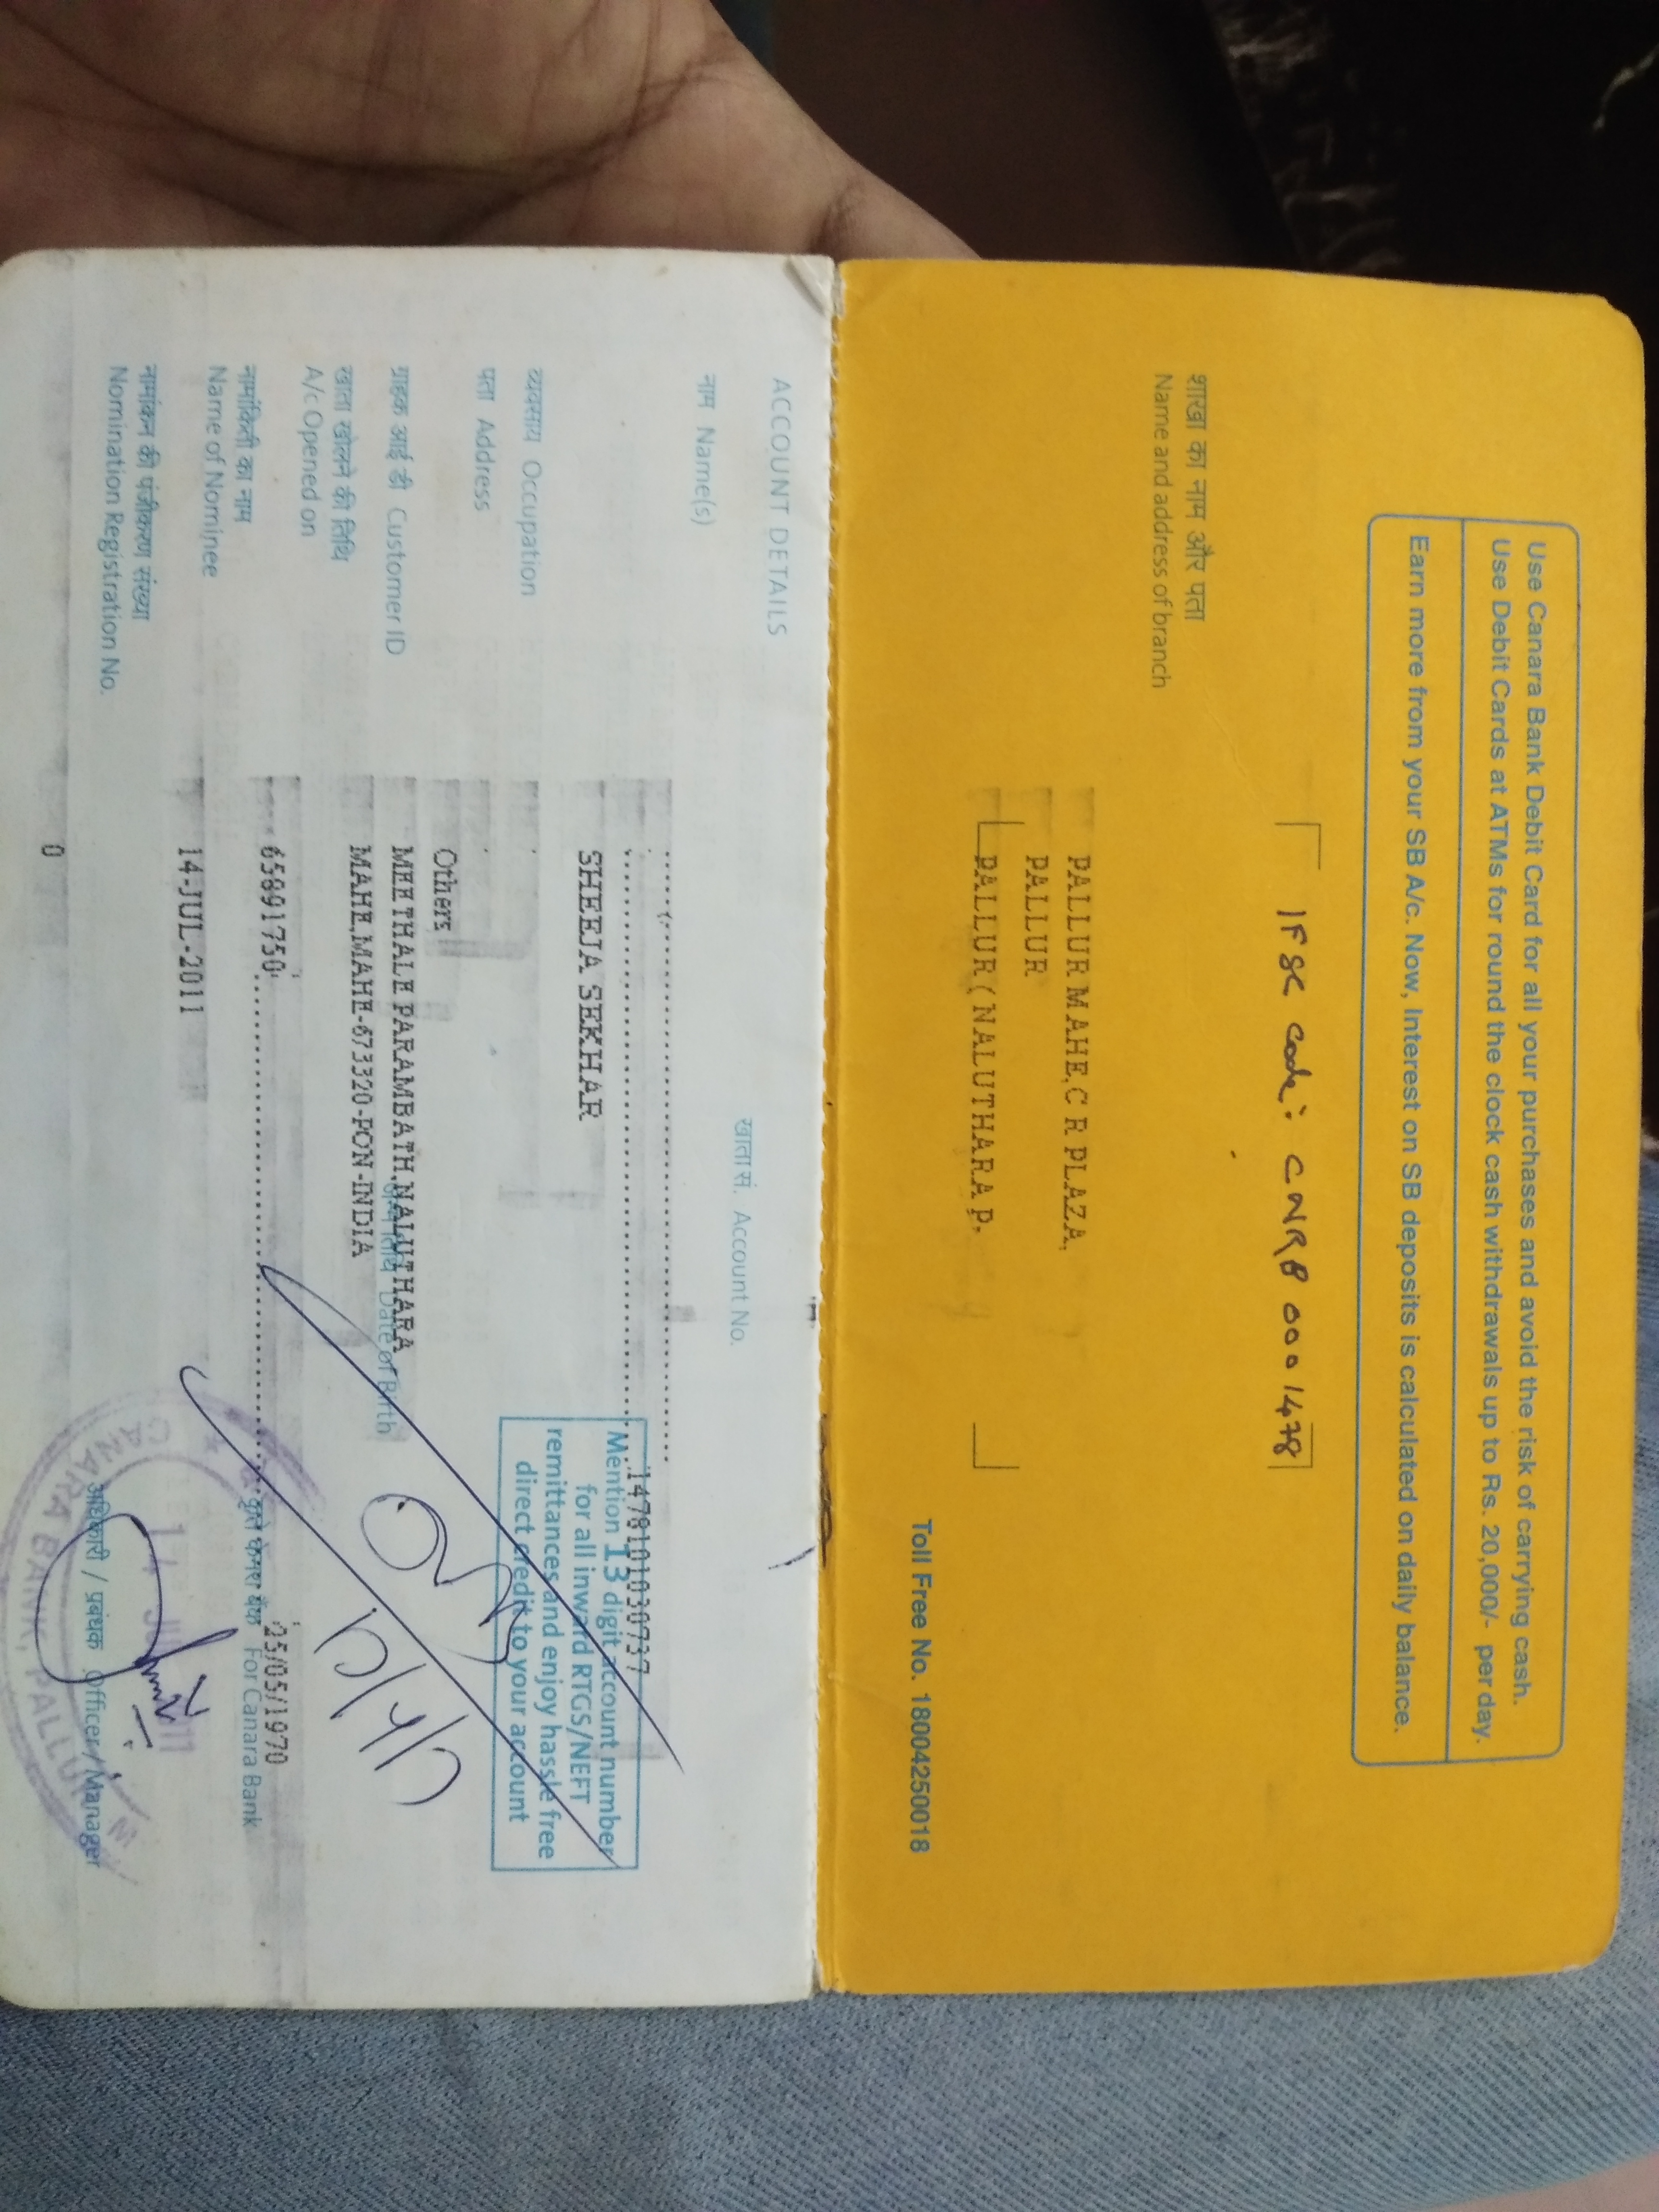 Use Canara Bank Debit Card for all your purchases and avoid the risk of carrying cash.
Use Debit Cards at ATMs for round the clock cash withdrawals up to Rs. 20,000/- per day.
Earn more from your SB A/c. Now, Interest on SB deposits is calculated on daily balance.
IFSC Code: CNRB 0001478
शाखा का नाम और पता
Name and address of branch
PALLUR MAHE,C R PLAZA,
PALLUR
PALLUR (NALUTHARA P.
Toll Free No. 18004250018
ACCOUNT DETAILS
खाता सं. Account No.
नाम Name(s)
1478101030737
SHEEJA SEKHAR
Mention 13 digit account number
for all inward RTGS/NEFT
remittances and enjoy hassle free
direct credit to your account
व्यवसाय Occupation
पता Address
Others
MEETHALE PARAMBATH,NALUTHARA
MAHE,MAHE-673320-PON-INDIA
ग्राहक आई डी Customer ID
जन्म तिथि Date of Birth
खाता खोलने की तिथि
A/c Opened on
65891750
25/05/1970
नामांकिती का नाम
Name of Nominee
14-JUL-2011
कृते केनरा बैंक For Canara Bank
नामांकन की पंजीकरण संख्या
Nomination Registration No.
0
अधिकारी / प्रबंधक Officer / Manager
CANARA BANK, PALLUR